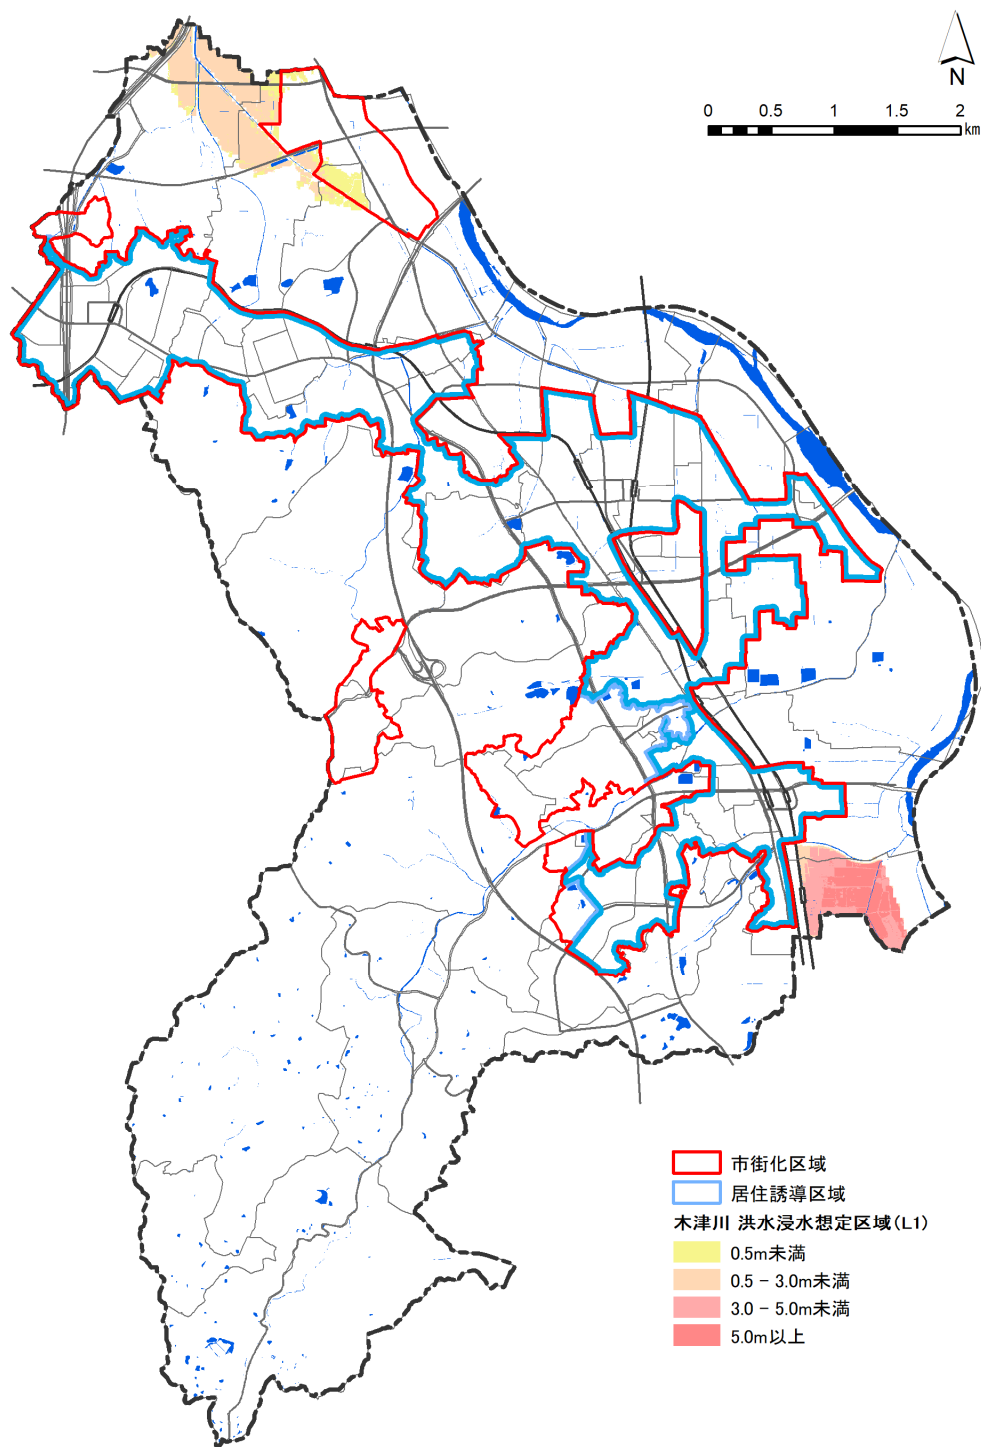 N
0 0.5 1 1.5 2
km
市街化区域
居住誘導区域
木津川 洪水浸水想定区域(L1)
0.5m未満
0.5 - 3.0m未満
3.0 - 5.0m未満
5.0m以上